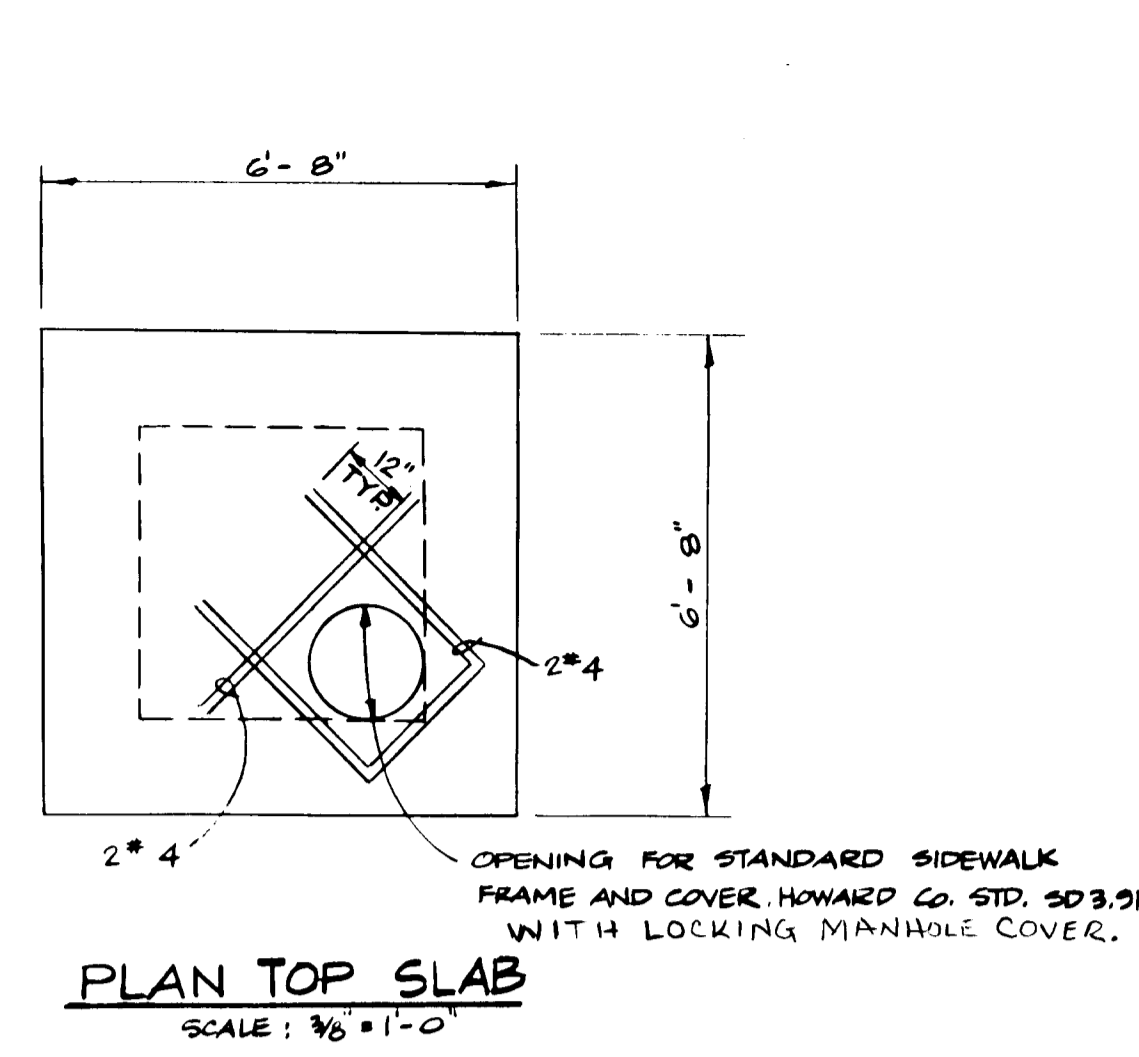 6'- 8"
12"
TYP.
6'- 8"
2#4
2# 4
OPENING FOR STANDARD SIDEWALK
FRAME AND COVER, HOWARD CO. STD. SD 3.91
WITH LOCKING MANHOLE COVER.
PLAN TOP SLAB
SCALE : 3/8" = 1'-0"